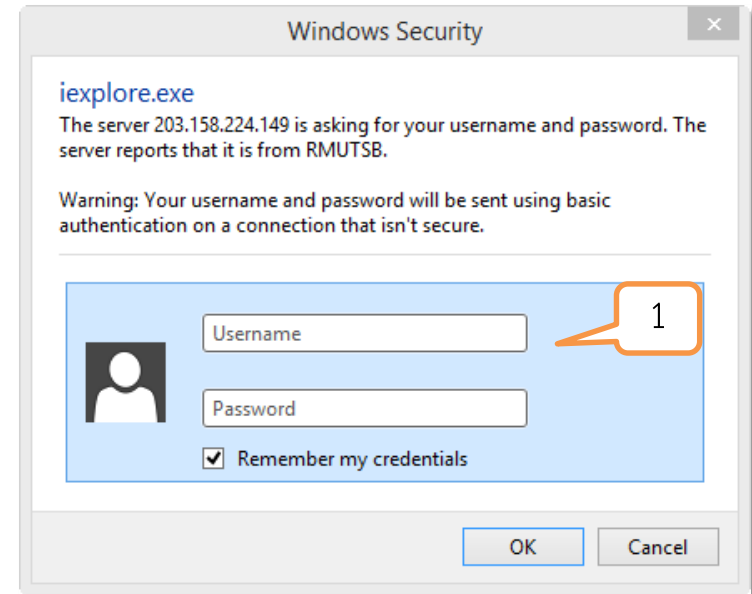 Windows Security
iexplore.exe
The server 203.158.224.149 is asking for your username and password. The
server reports that it is from RMUTSB.
Warning: Your username and password will be sent using basic
authentication on a connection that isn't secure.
1
Username
Password
Remember my credentials
OK
Cancel